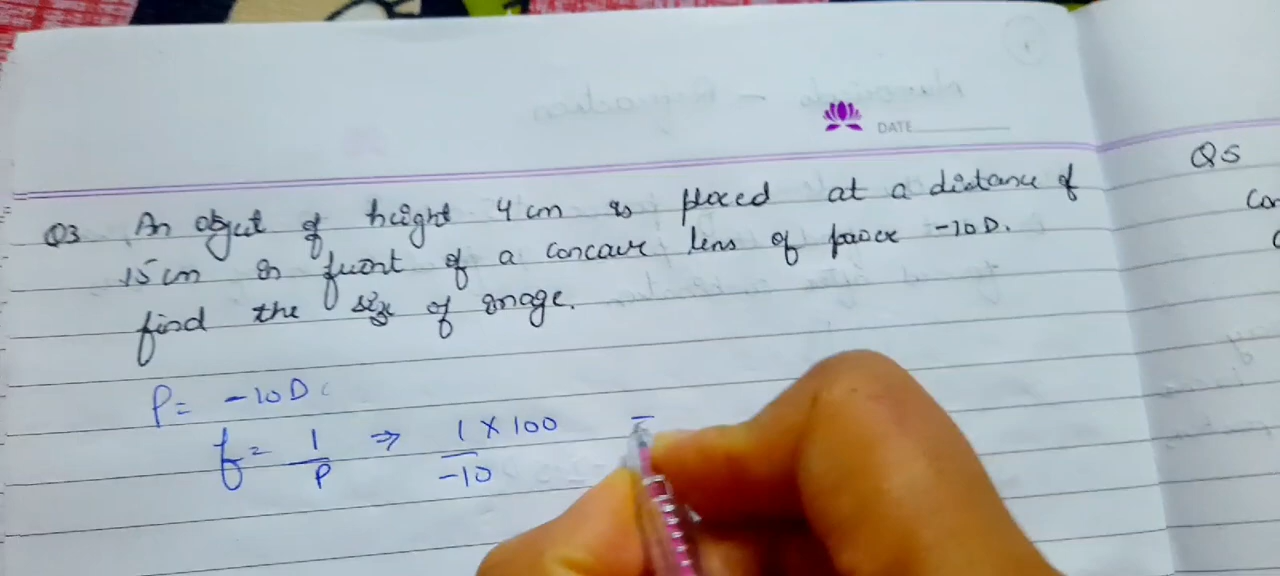 DATE
Q3 An object of height 4 cm is placed at a distance of
15 cm in front of a concave lens of power -10D.
find the size of image.
P = -10D
f = 1/P ⇒ 1/-10 × 100 =
Q5